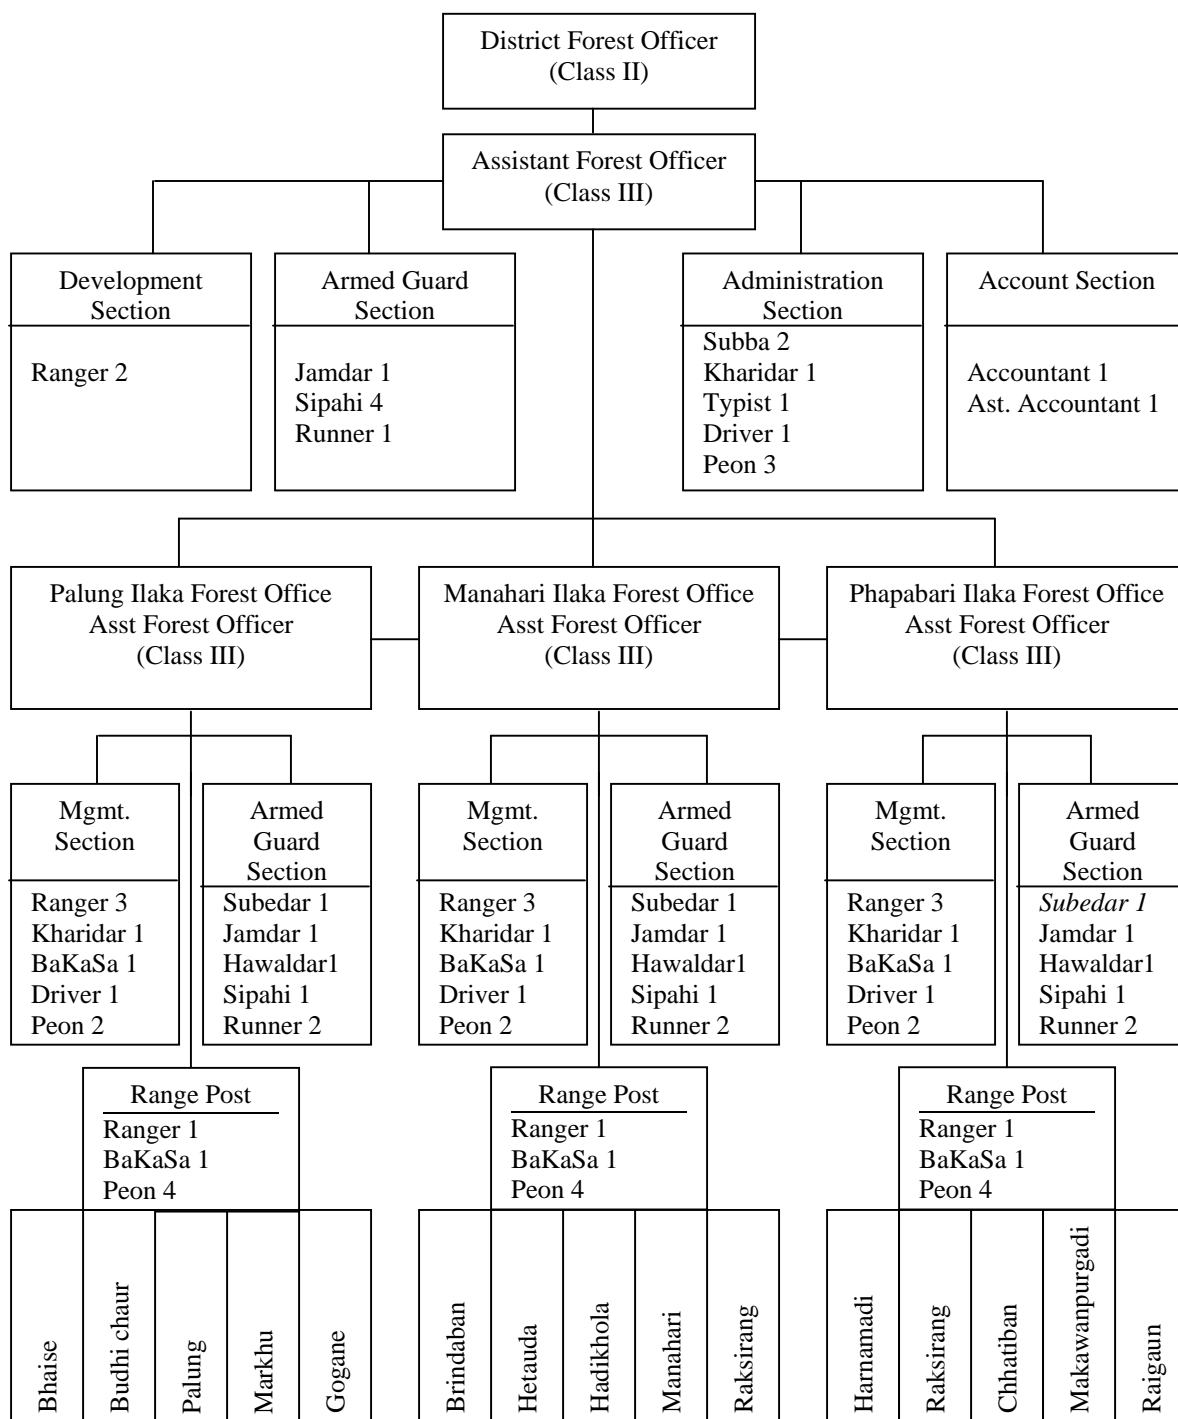 District Forest Officer
(Class II)
Assistant Forest Officer
(Class III)
Development
Section
Ranger 2
Armed Guard
Section
Jamdar 1
Sipahi 4
Runner 1
Administration
Section
Subba 2
Kharidar 1
Typist 1
Driver 1
Peon 3
Account Section
Accountant 1
Ast. Accountant 1
Palung Ilaka Forest Office
Asst Forest Officer
(Class III)
Manahari Ilaka Forest Office
Asst Forest Officer
(Class III)
Phapabari Ilaka Forest Office
Asst Forest Officer
(Class III)
Mgmt.
Section
Ranger 3
Kharidar 1
BaKaSa 1
Driver 1
Peon 2
Armed
Guard
Section
Subedar 1
Jamdar 1
Hawaldar1
Sipahi 1
Runner 2
Mgmt.
Section
Ranger 3
Kharidar 1
BaKaSa 1
Driver 1
Peon 2
Armed
Guard
Section
Subedar 1
Jamdar 1
Hawaldar1
Sipahi 1
Runner 2
Mgmt.
Section
Ranger 3
Kharidar 1
BaKaSa 1
Driver 1
Peon 2
Armed
Guard
Section
Subedar 1
Jamdar 1
Hawaldar1
Sipahi 1
Runner 2
Range Post
Ranger 1
BaKaSa 1
Peon 4
Range Post
Ranger 1
BaKaSa 1
Peon 4
Range Post
Ranger 1
BaKaSa 1
Peon 4
Bhaise
Budhi chaur
Palung
Markhu
Gogane
Brindaban
Hetauda
Hadikhola
Manahari
Raksirang
Harnamadi
Raksirang
Chhatiban
Makawanpurgadi
Raigaun